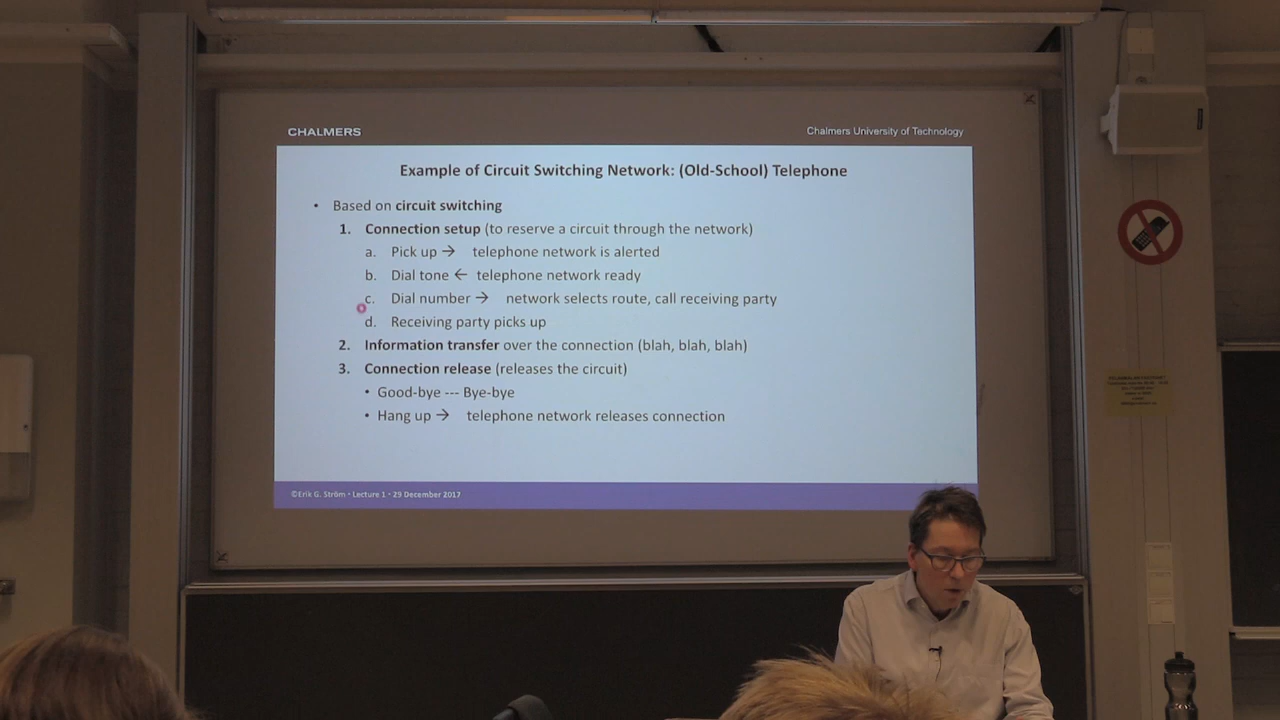 CHALMERS
Chalmers University of Technology
Example of Circuit Switching Network: (Old-School) Telephone
• Based on circuit switching
1. Connection setup (to reserve a circuit through the network)
a. Pick up → telephone network is alerted
b. Dial tone ← telephone network ready
c. Dial number → network selects route, call receiving party
d. Receiving party picks up
2. Information transfer over the connection (blah, blah, blah)
3. Connection release (releases the circuit)
• Good-bye --- Bye-bye
• Hang up → telephone network releases connection
©Erik G. Ström • Lecture 1 • 29 December 2017